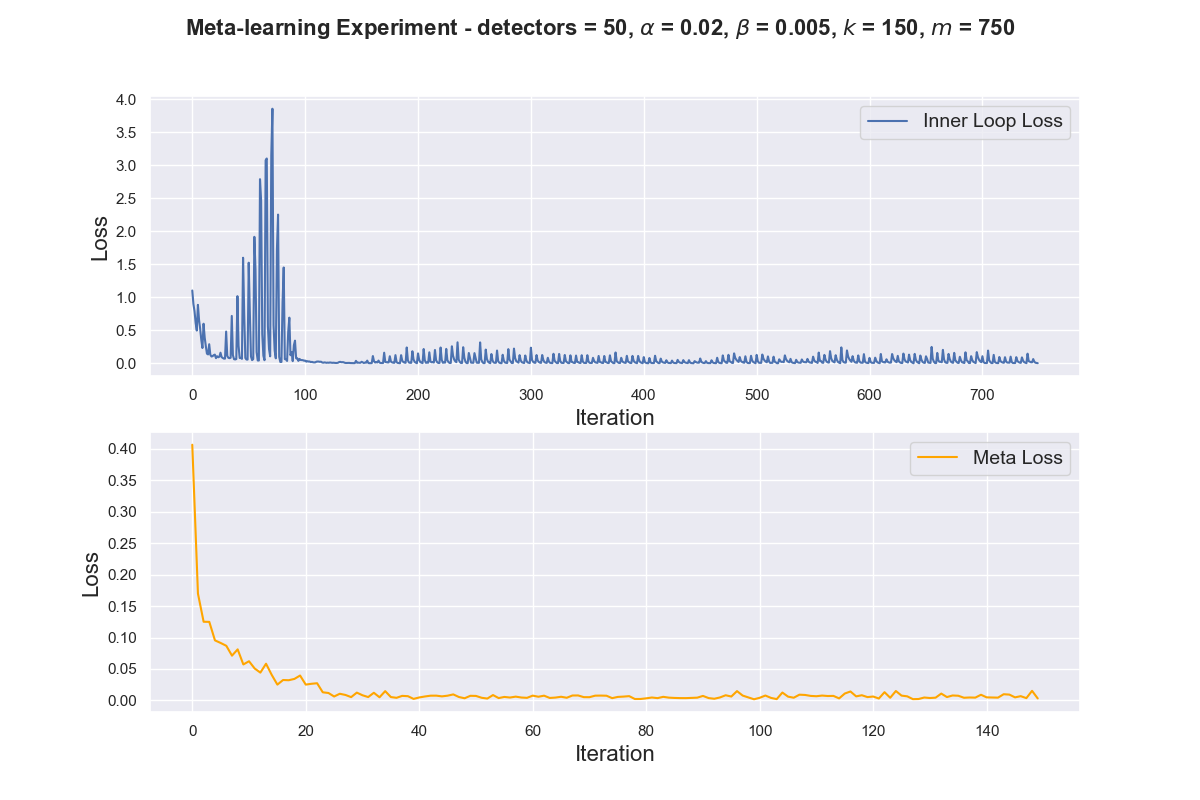 Meta-learning Experiment - detectors = 50, α = 0.02, β = 0.005, k = 150, m = 750
4.0
3.5
3.0
2.5
2.0
1.5
1.0
0.5
0.0
Loss
Inner Loop Loss
0 100 200 300 400 500 600 700
Iteration
0.40
0.35
0.30
0.25
0.20
0.15
0.10
0.05
0.00
Loss
Meta Loss
0 20 40 60 80 100 120 140
Iteration